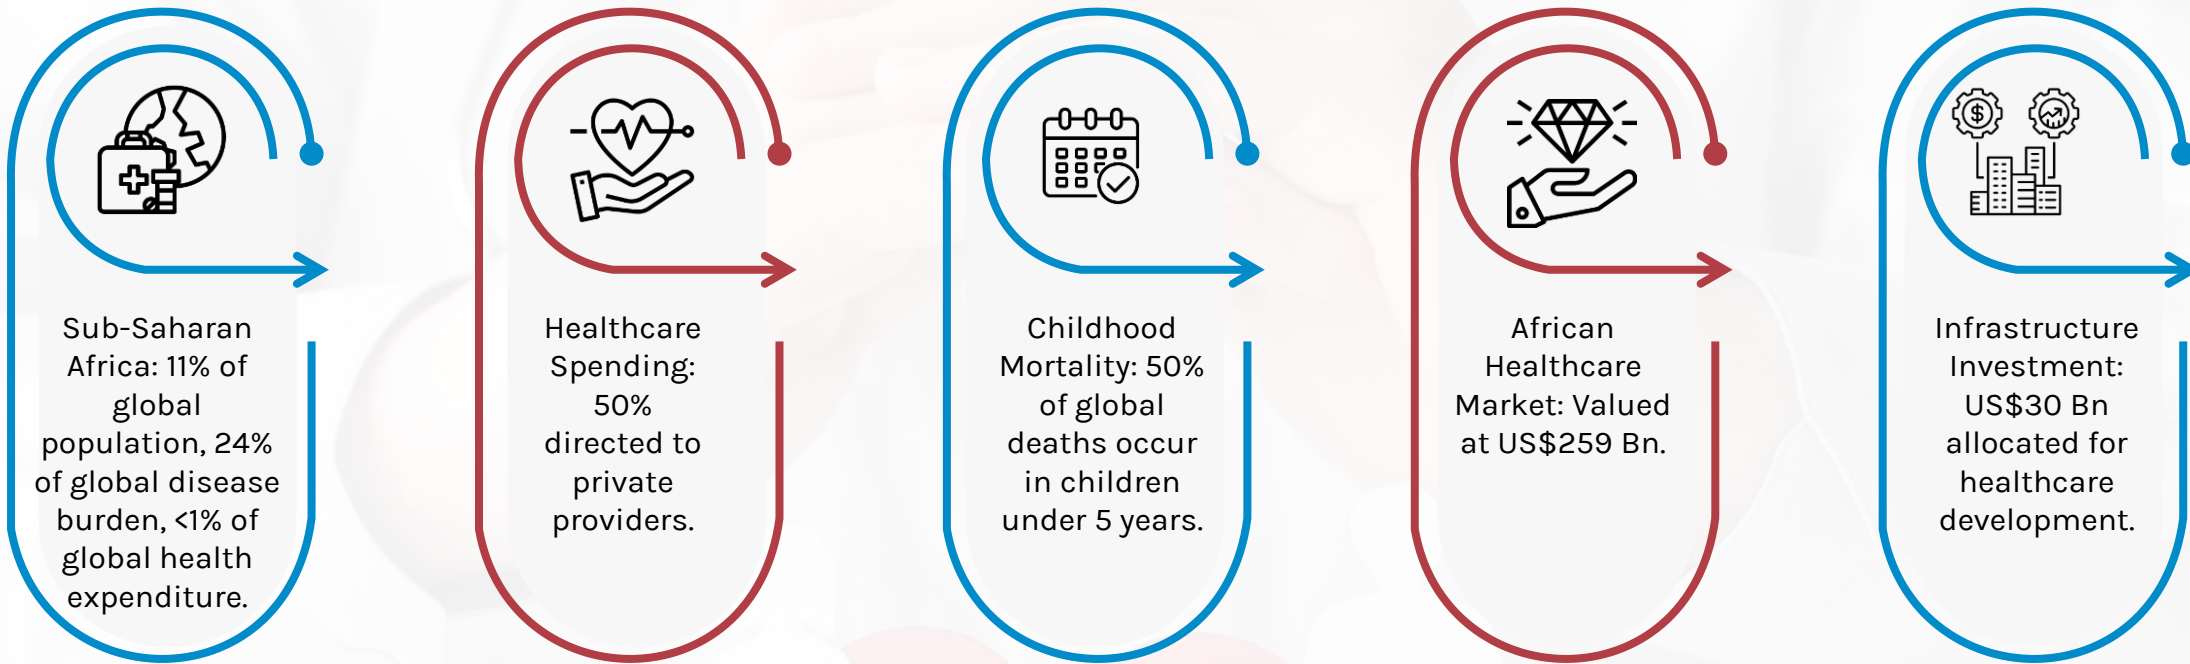 Sub-Saharan
Africa: 11% of
global
population, 24%
of global disease
burden, <1% of
global health
expenditure.
Healthcare
Spending:
50%
directed to
private
providers.
Childhood
Mortality: 50%
of global
deaths occur
in children
under 5 years.
African
Healthcare
Market: Valued
at US$259 Bn.
$
Infrastructure
Investment:
US$30 Bn
allocated for
healthcare
development.